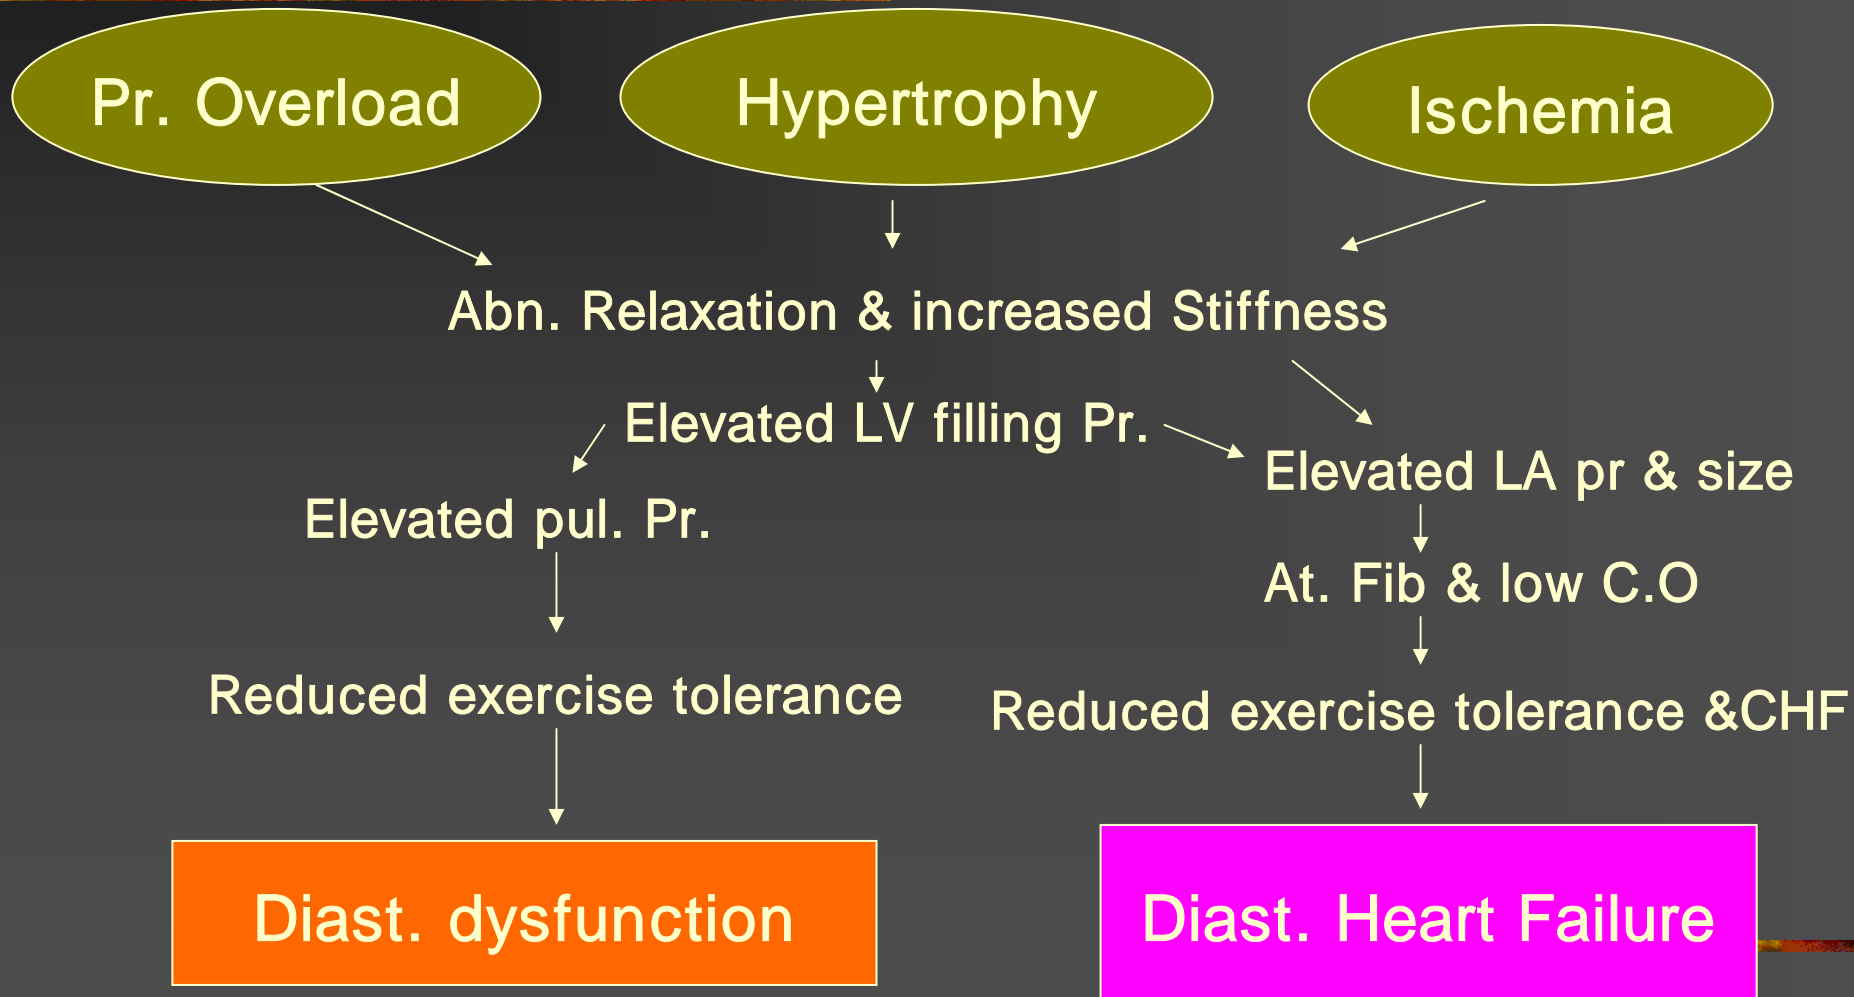 Pr. Overload
Hypertrophy
Ischemia
Abn. Relaxation & increased Stiffness
Elevated LV filling Pr.
Elevated LA pr & size
Elevated pul. Pr.
At. Fib & low C.O
Reduced exercise tolerance
Reduced exercise tolerance &CHF
Diast. dysfunction
Diast. Heart Failure